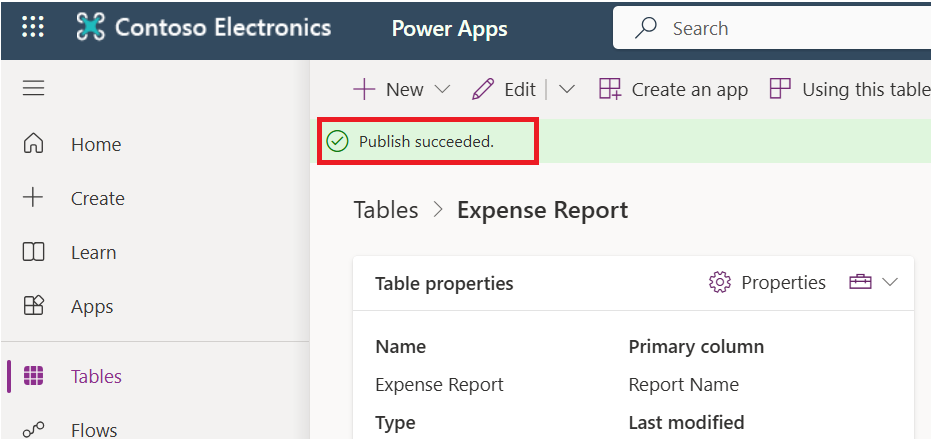 Contoso Electronics Power Apps Search
New Edit Create an app Using this table
Publish succeeded.
Home
Create
Learn
Apps
Tables
Flows
Tables > Expense Report
Table properties Properties
Name Primary column
Expense Report Report Name
Type Last modified